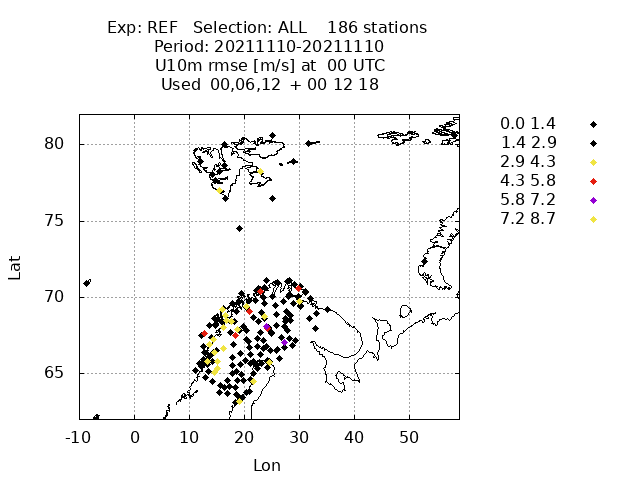 Exp: REF Selection: ALL 186 stations
Period: 20211110-20211110
U10m rmse [m/s] at 00 UTC
Used 00,06,12 + 00 12 18
0.0 1.4
1.4 2.9
2.9 4.3
4.3 5.8
5.8 7.2
7.2 8.7
80
75
70
65
Lat
-10 0 10 20 30 40 50
Lon